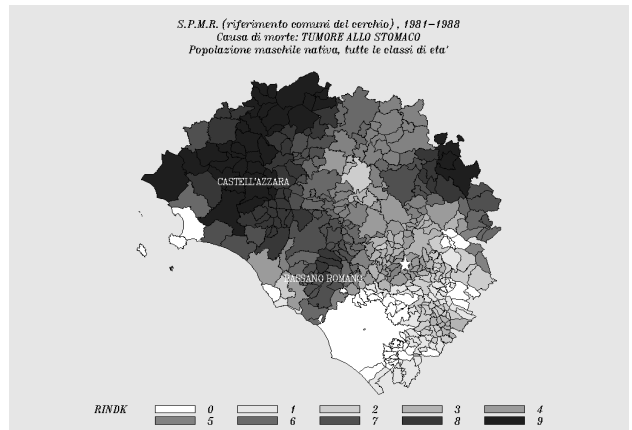 S.P.M.R. (riferimento comuni del cerchio) , 1981-1988
Causa di morte: TUMORE ALLO STOMACO
Popolazione maschile nativa, tutte le classi di eta'
CASTELL'AZZARA
BASSANO ROMANO
RINDK 0 1 2 3 4
5 6 7 8 9